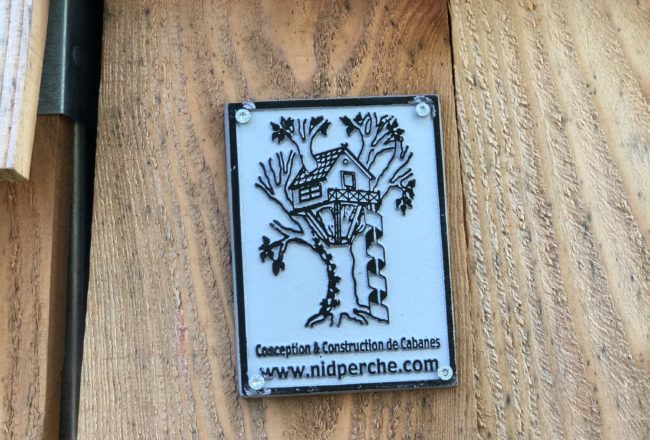 Conception & Construction de Cabanes
www.nidperche.com